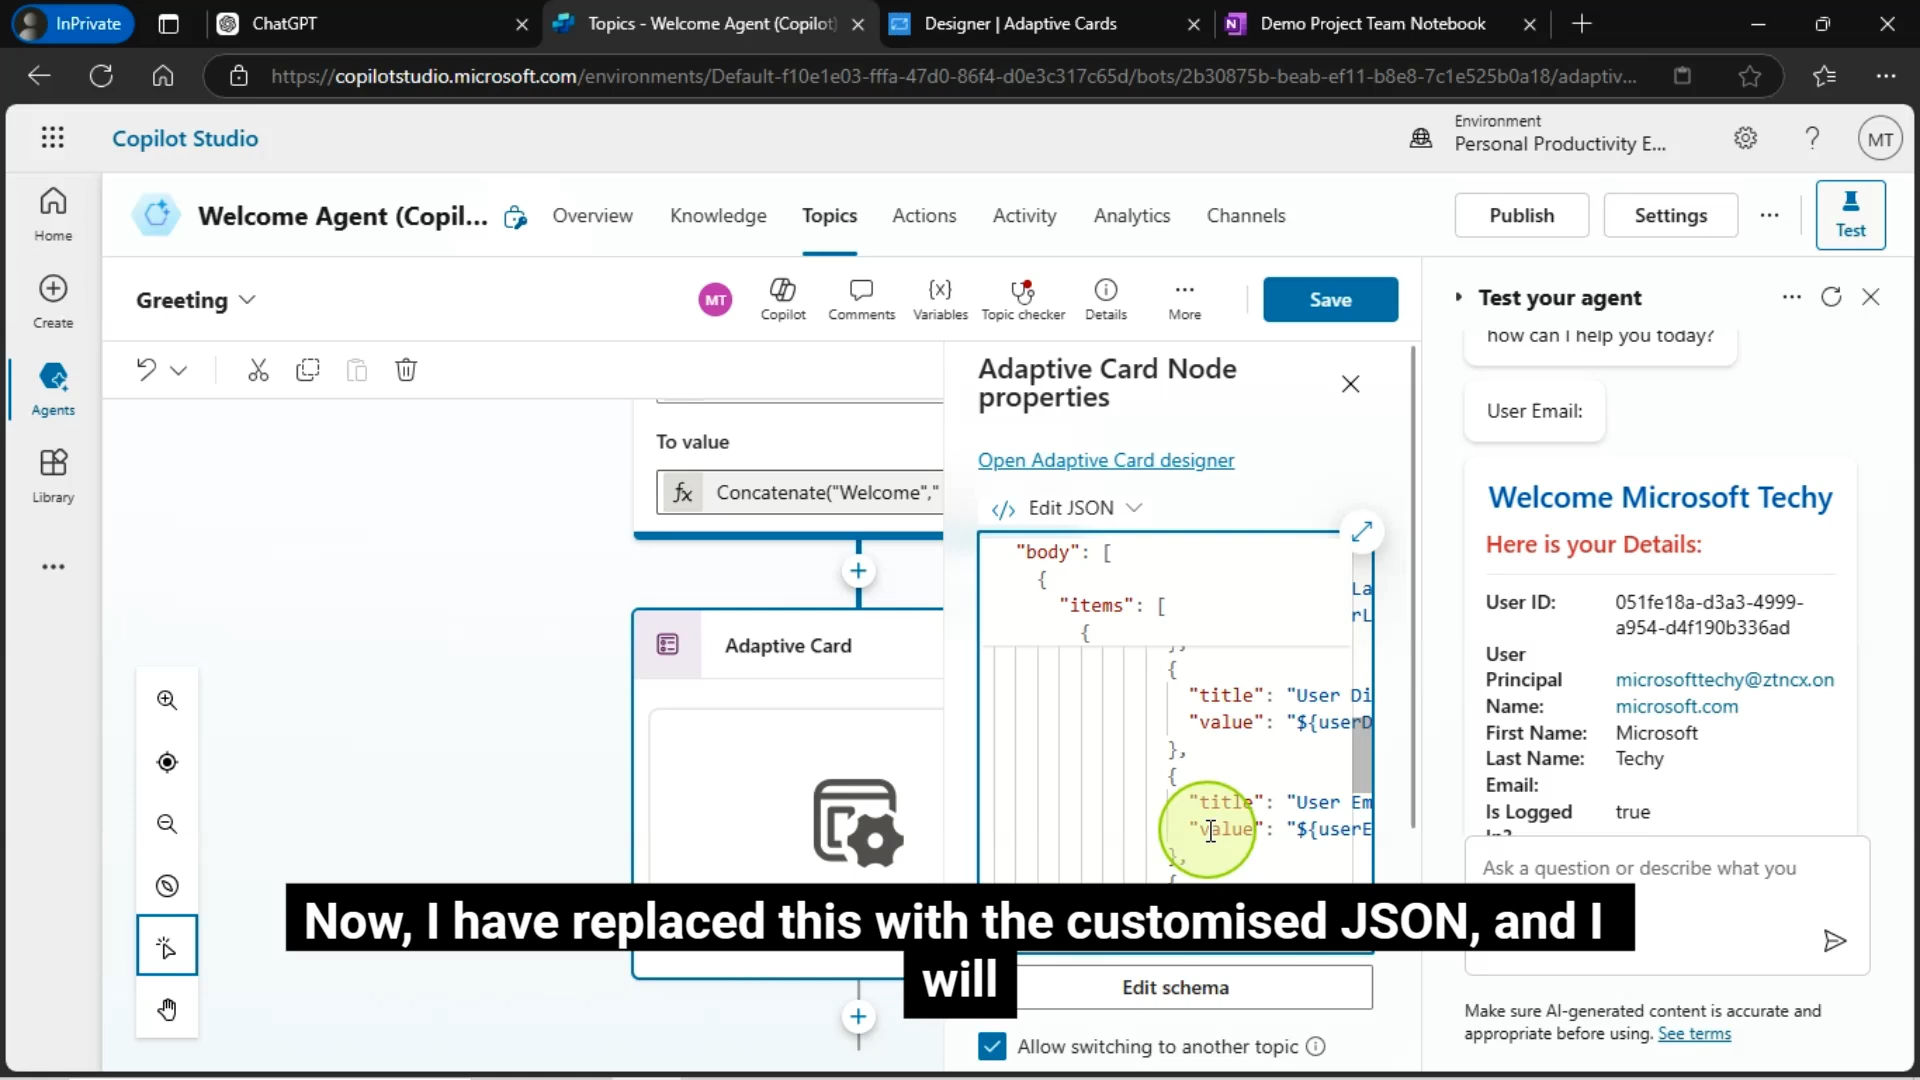 InPrivate
ChatGPT
Topics - Welcome Agent (Copilot)
Designer | Adaptive Cards
Demo Project Team Notebook
https://copilotstudio.microsoft.com/environments/Default-f10e1e03-fffa-47d0-86f4-d0e3c317c65d/bots/2b30875b-beab-ef11-b8e8-7c1e525b0a18/adaptiv...
Copilot Studio
Environment
Personal Productivity E...
MT
Home
Create
Agents
Library
Welcome Agent (Copil...
Overview
Knowledge
Topics
Actions
Activity
Analytics
Channels
Publish
Settings
Test
Greeting
MT
Copilot
Comments
Variables
Topic checker
Details
More
Save
To value
fx
Concatenate("Welcome","
Adaptive Card
Adaptive Card Node
properties
Open Adaptive Card designer
</> Edit JSON
"body": [
{
"items": [
{
La
rL
},
{
"title": "User Di
"value": "${userD
},
{
"title": "User Em
"value": "${userE
},
{
Edit schema
Allow switching to another topic
Test your agent
how can I help you today?
User Email:
Welcome Microsoft Techy
Here is your Details:
User ID: 051fe18a-d3a3-4999-
a954-d4f190b336ad
User
Principal microsofttechy@ztncx.on
Name: microsoft.com
First Name: Microsoft
Last Name: Techy
Email:
Is Logged true
In?
Ask a question or describe what you
Make sure AI-generated content is accurate and
appropriate before using. See terms
Now, I have replaced this with the customised JSON, and I
will